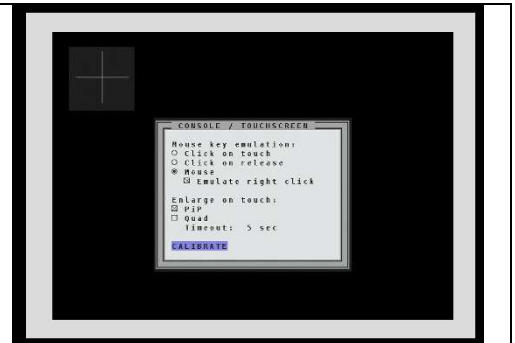 CONSOLE / TOUCHSCREEN
Mouse key emulation:
Click on touch
Click on release
Mouse
Emulate right click
Enlarge on touch:
PiP
Quad
Timeout: 5 sec
CALIBRATE